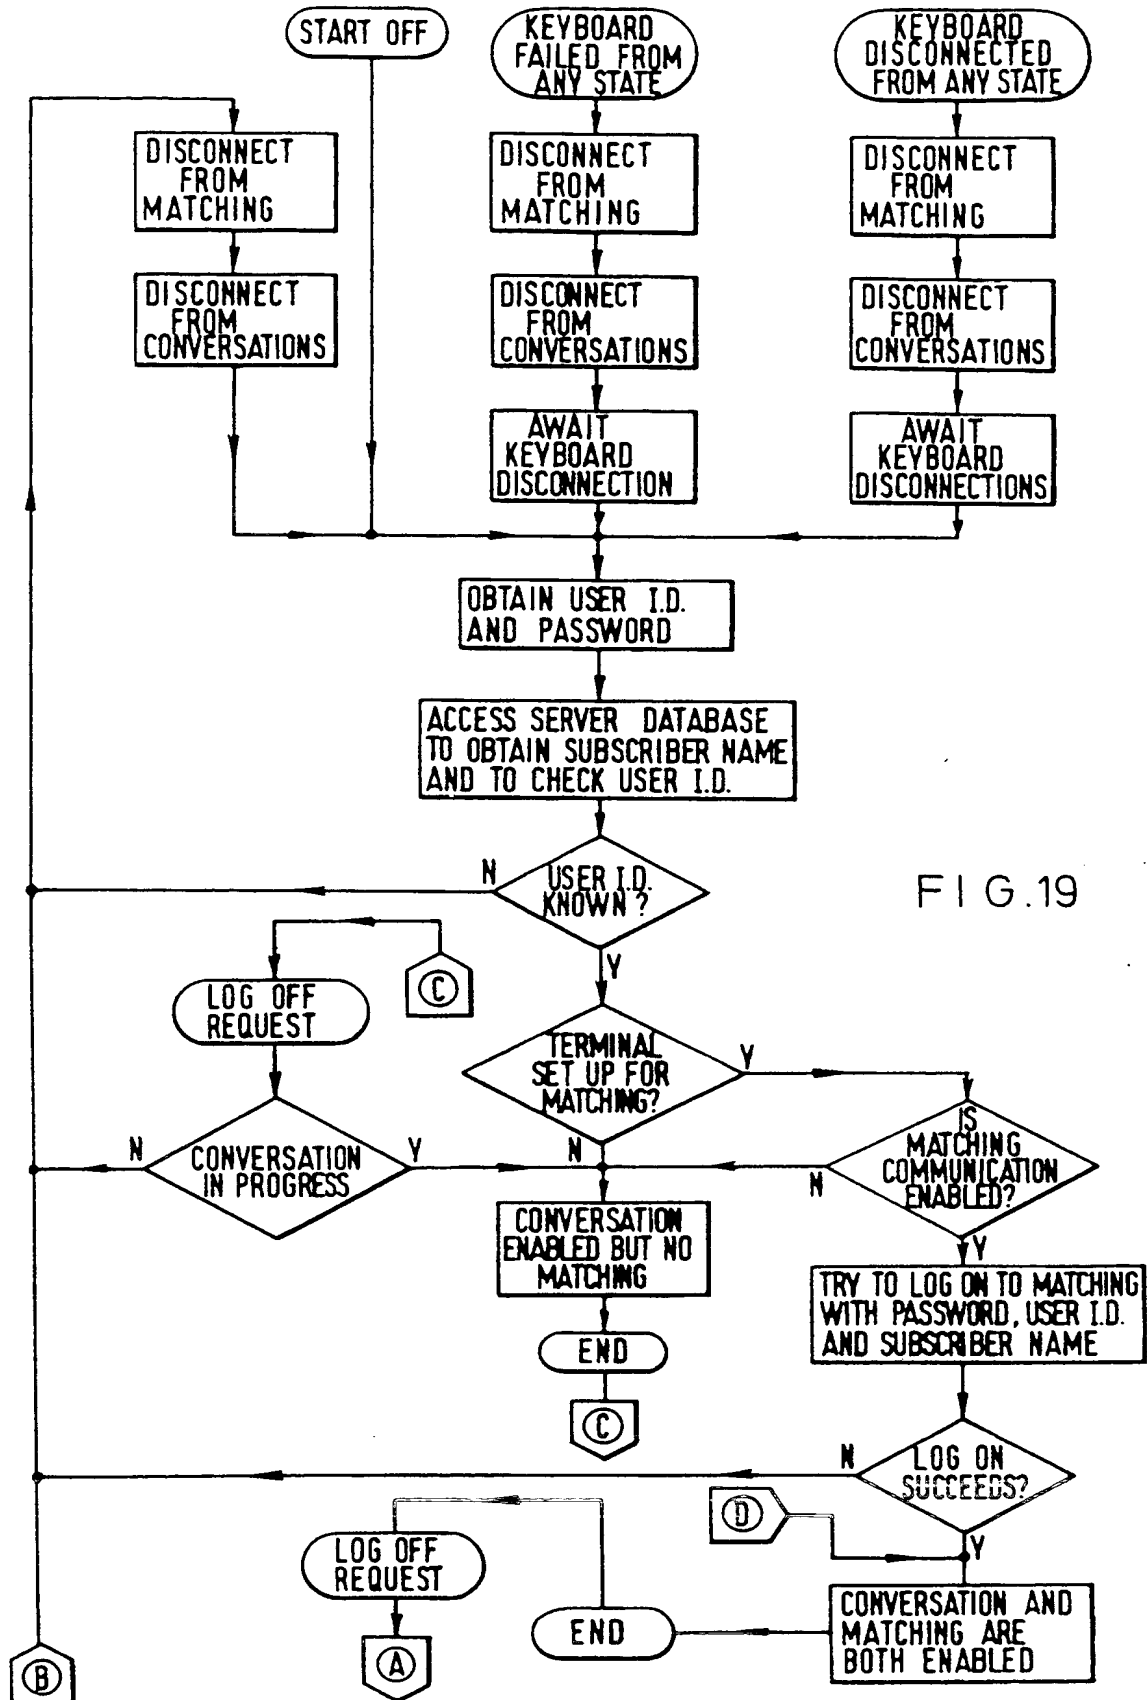 START OFF
KEYBOARD
FAILED FROM
ANY STATE
KEYBOARD
DISCONNECTED
FROM ANY STATE
DISCONNECT
FROM
MATCHING
DISCONNECT
FROM
MATCHING
DISCONNECT
FROM
MATCHING
DISCONNECT
FROM
CONVERSATIONS
DISCONNECT
FROM
CONVERSATIONS
DISCONNECT
FROM
CONVERSATIONS
AWAIT
KEYBOARD
DISCONNECTION
AWAIT
KEYBOARD
DISCONNECTIONS
OBTAIN USER I.D.
AND PASSWORD
ACCESS SERVER DATABASE
TO OBTAIN SUBSCRIBER NAME
AND TO CHECK USER I.D.
N
USER I.D.
KNOWN?
Y
FIG.19
C
LOG OFF
REQUEST
TERMINAL
SET UP FOR
MATCHING?
Y
N
N
CONVERSATION
IN PROGRESS
Y
IS
MATCHING
COMMUNICATION
ENABLED?
N
Y
CONVERSATION
ENABLED BUT NO
MATCHING
TRY TO LOG ON TO MATCHING
WITH PASSWORD, USER I.D.
AND SUBSCRIBER NAME
END
C
N
LOG ON
SUCCEEDS?
Y
D
LOG OFF
REQUEST
END
CONVERSATION AND
MATCHING ARE
BOTH ENABLED
A
B